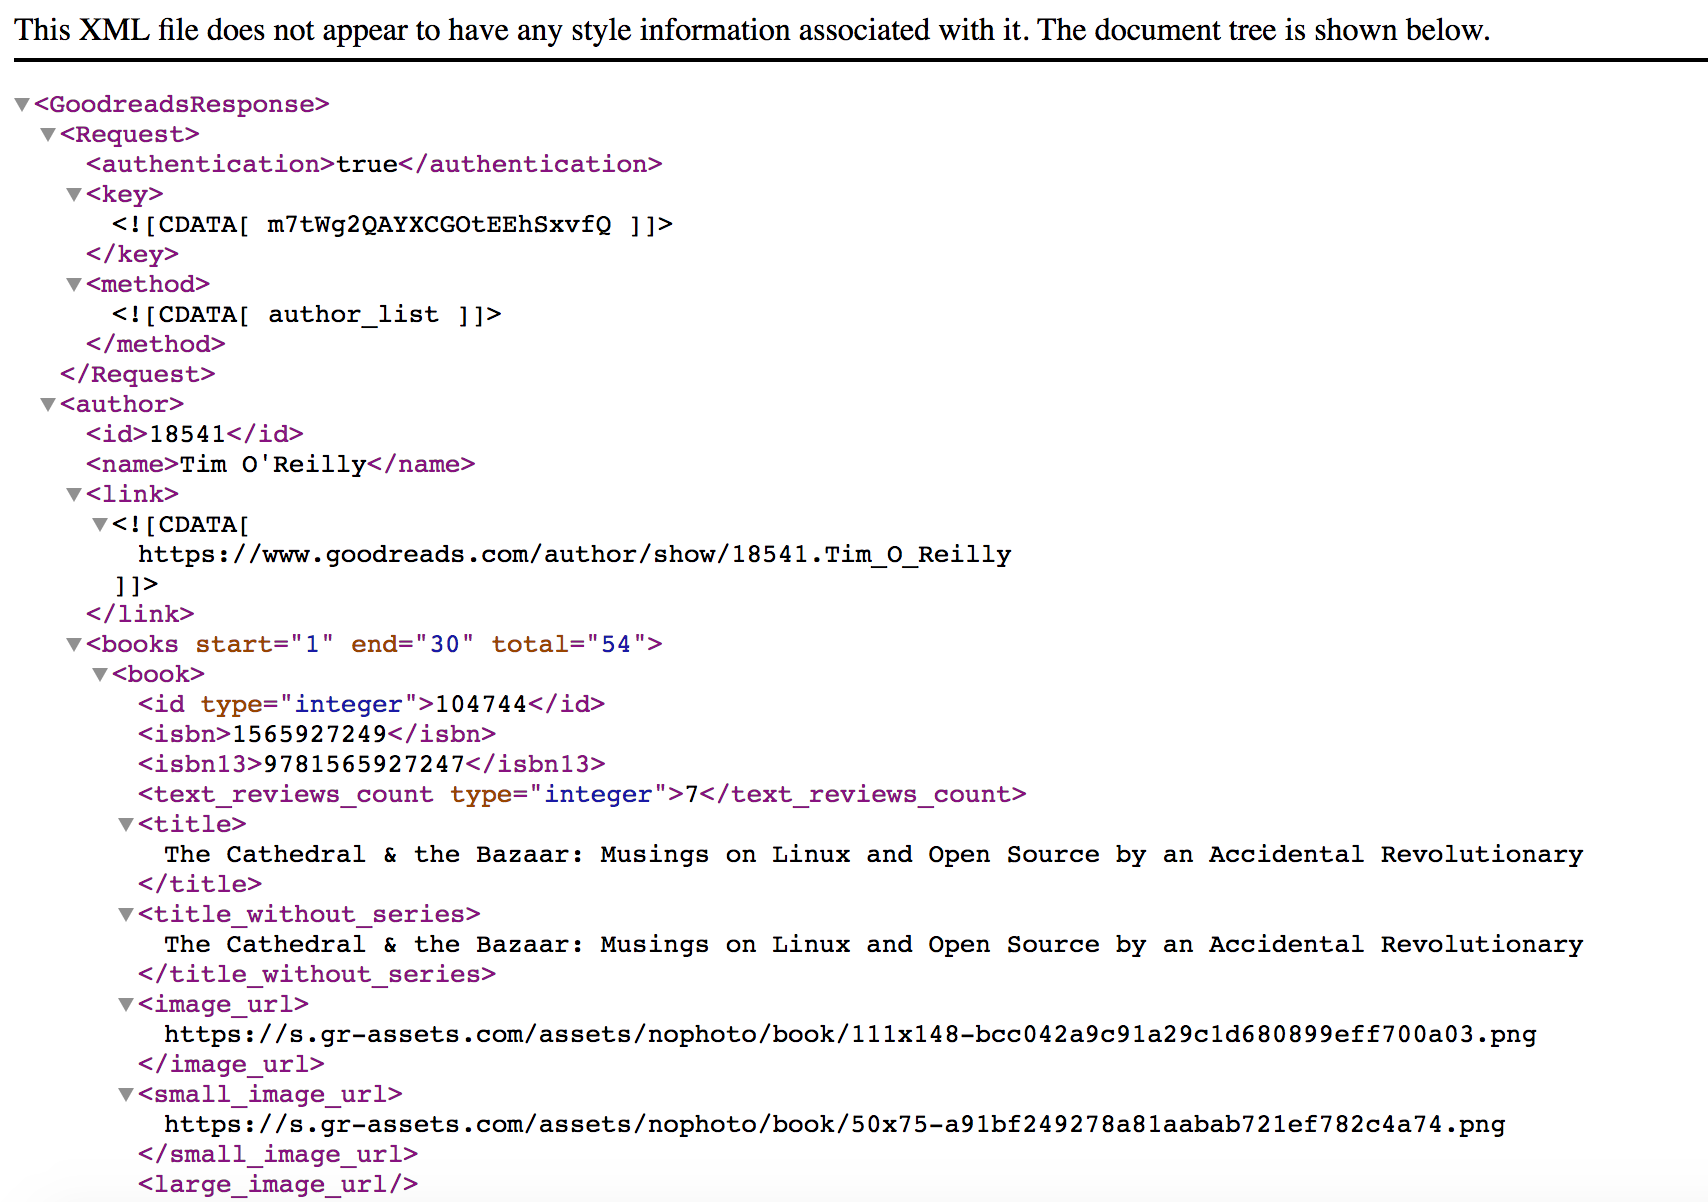 This XML file does not appear to have any style information associated with it. The document tree is shown below.
▼<GoodreadsResponse>
▼<Request>
<authentication>true</authentication>
▼<key>
<![CDATA[ m7tWg2QAYXCGOtEEhSxvfQ ]]>
</key>
▼<method>
<![CDATA[ author_list ]]>
</method>
</Request>
▼<author>
<id>18541</id>
<name>Tim O'Reilly</name>
▼<link>
▼<![CDATA[
https://www.goodreads.com/author/show/18541.Tim_O_Reilly
]]>
</link>
▼<books start="1" end="30" total="54">
▼<book>
<id type="integer">104744</id>
<isbn>1565927249</isbn>
<isbn13>9781565927247</isbn13>
<text_reviews_count type="integer">7</text_reviews_count>
▼<title>
The Cathedral & the Bazaar: Musings on Linux and Open Source by an Accidental Revolutionary
</title>
▼<title_without_series>
The Cathedral & the Bazaar: Musings on Linux and Open Source by an Accidental Revolutionary
</title_without_series>
▼<image_url>
https://s.gr-assets.com/assets/nophoto/book/111x148-bcc042a9c91a29c1d680899eff700a03.png
</image_url>
▼<small_image_url>
https://s.gr-assets.com/assets/nophoto/book/50x75-a91bf249278a81aabab721ef782c4a74.png
</small_image_url>
<large_image_url/>